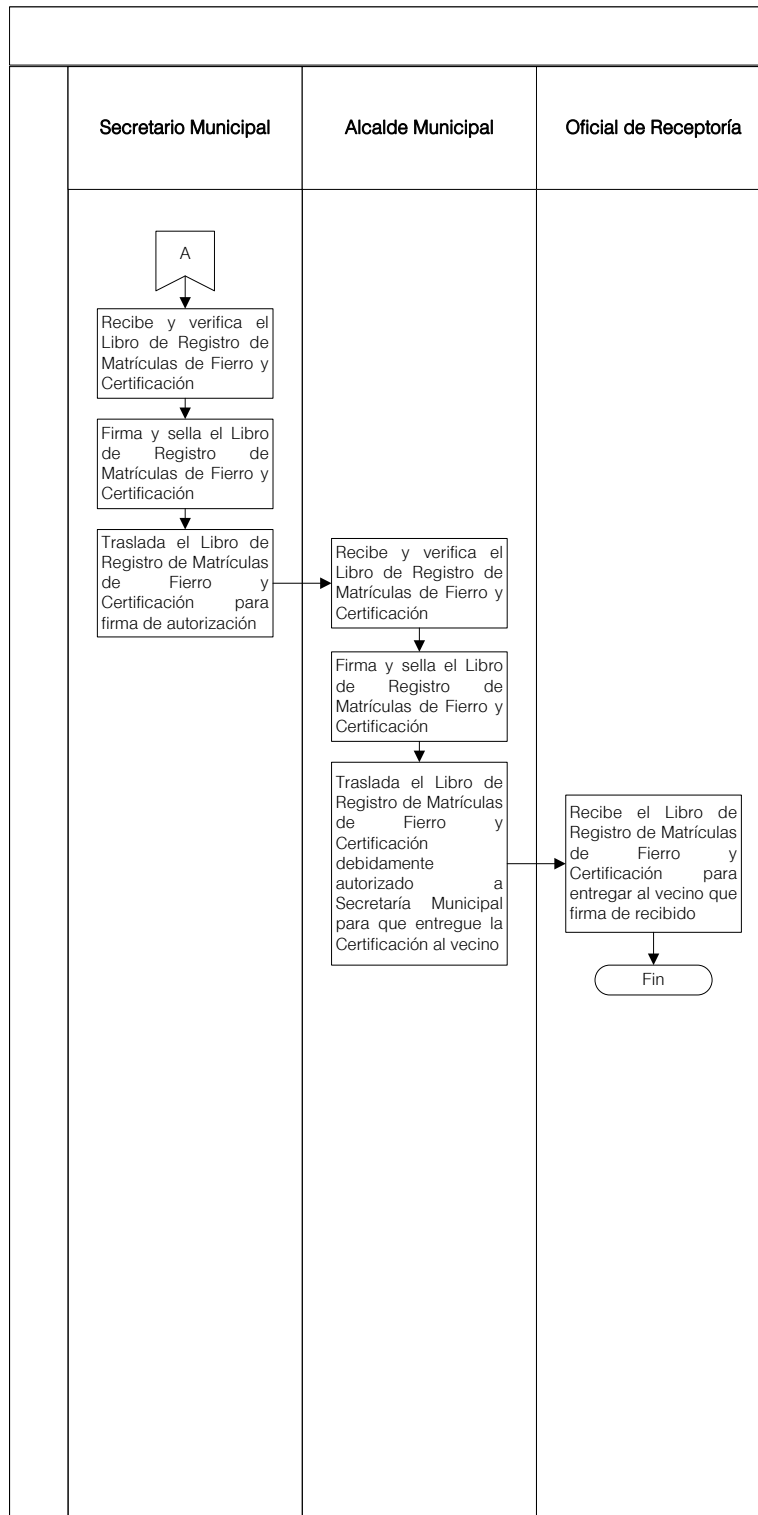 Secretario Municipal
Alcalde Municipal
Oficial de Receptoría
A
Recibe y verifica el
Libro de Registro de
Matrículas de Fierro y
Certificación
Firma y sella el Libro
de Registro de
Matrículas de Fierro y
Certificación
Traslada el Libro de
Registro de Matrículas
de Fierro y
Certificación para
firma de autorización
Recibe y verifica el
Libro de Registro de
Matrículas de Fierro y
Certificación
Firma y sella el Libro
de Registro de
Matrículas de Fierro y
Certificación
Traslada el Libro de
Registro de Matrículas
de Fierro y
Certificación
debidamente
autorizado a
Secretaría Municipal
para que entregue la
Certificación al vecino
Recibe el Libro de
Registro de Matrículas
de Fierro y
Certificación para
entregar al vecino que
firma de recibido
Fin